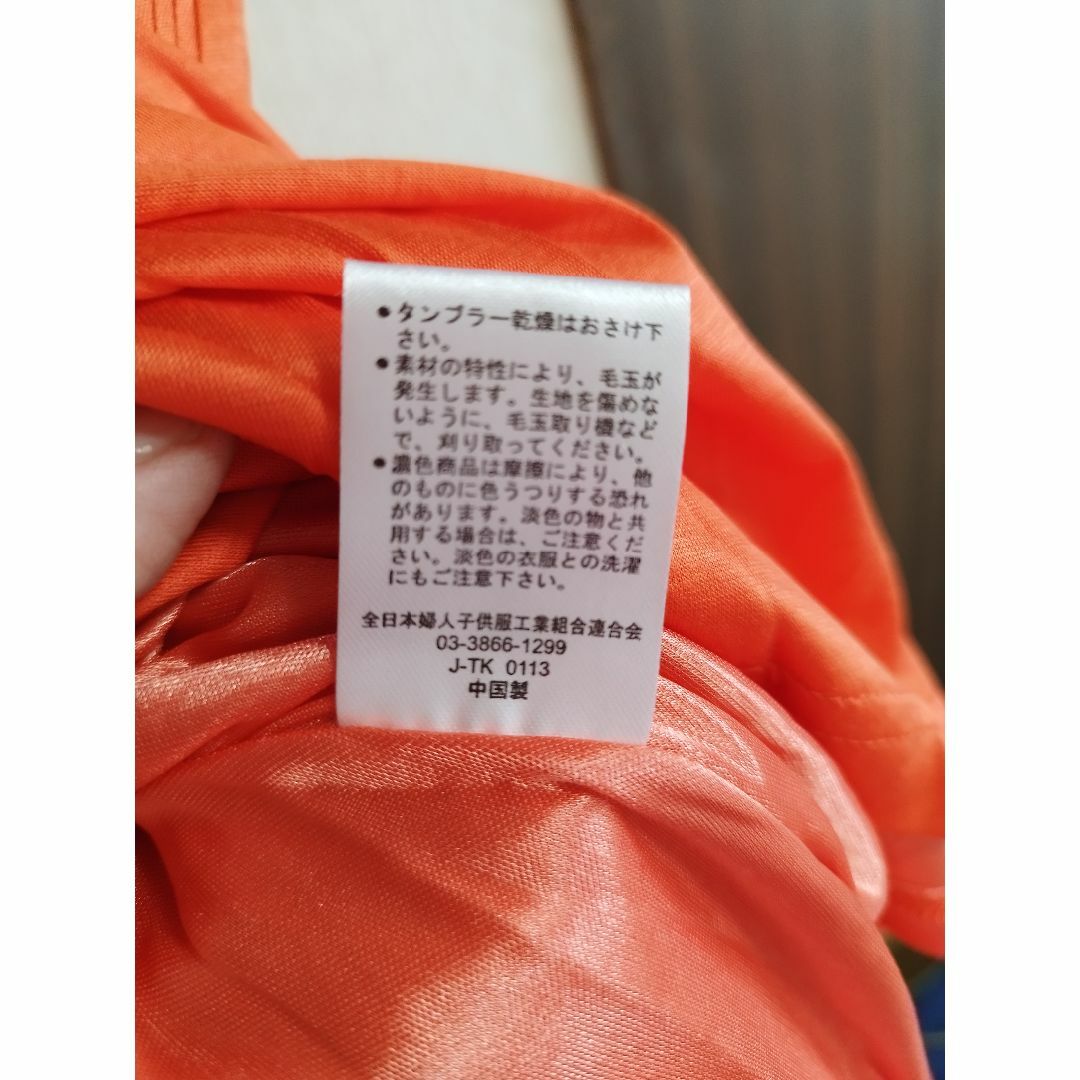 ●タンブラー乾燥はおさけ下
さい。
●素材の特性により、毛玉が
発生します。生地を傷めな
いように、毛玉取り機など
で、刈り取ってください。
●濃色商品は摩擦により、他
のものに色うつりする恐れ
があります。淡色の物と共
用する場合は、ご注意くだ
さい。淡色の衣服との洗濯
にもご注意下さい。
全日本婦人子供服工業組合連合会
03-3866-1299
J-TK 0113
中国製